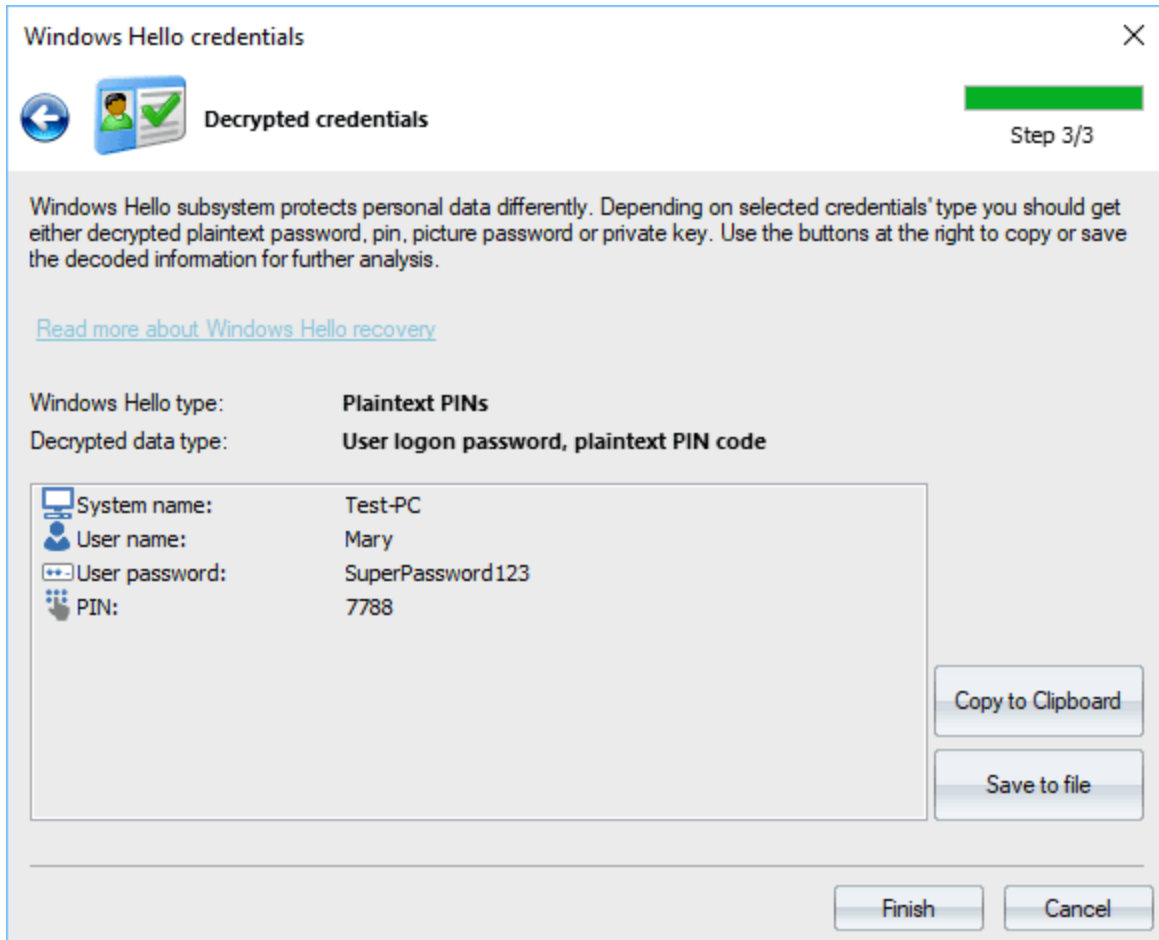 Windows Hello credentials
Decrypted credentials
Step 3/3
Windows Hello subsystem protects personal data differently. Depending on selected credentials' type you should get
either decrypted plaintext password, pin, picture password or private key. Use the buttons at the right to copy or save
the decoded information for further analysis.
Read more about Windows Hello recovery
Windows Hello type: Plaintext PINs
Decrypted data type: User logon password, plaintext PIN code
System name: Test-PC
User name: Mary
User password: SuperPassword123
PIN: 7788
Copy to Clipboard
Save to file
Finish Cancel